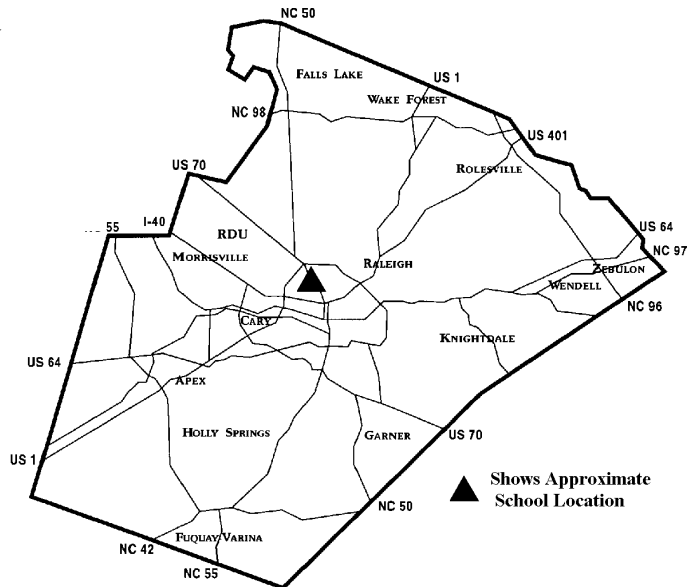 NC 50
FALLS LAKE
US 1
WAKE FOREST
NC 98
US 401
US 70
ROLESVILLE
55
I-40
RDU
US 64
MORRISVILLE
RALEIGH
NC 97
ZEBULON
WENDELL
NC 96
CARY
KNIGHTDALE
US 64
APEX
HOLLY SPRINGS
GARNER
US 70
US 1
Shows Approximate
School Location
NC 50
FUQUAY VARINA
NC 42
NC 55